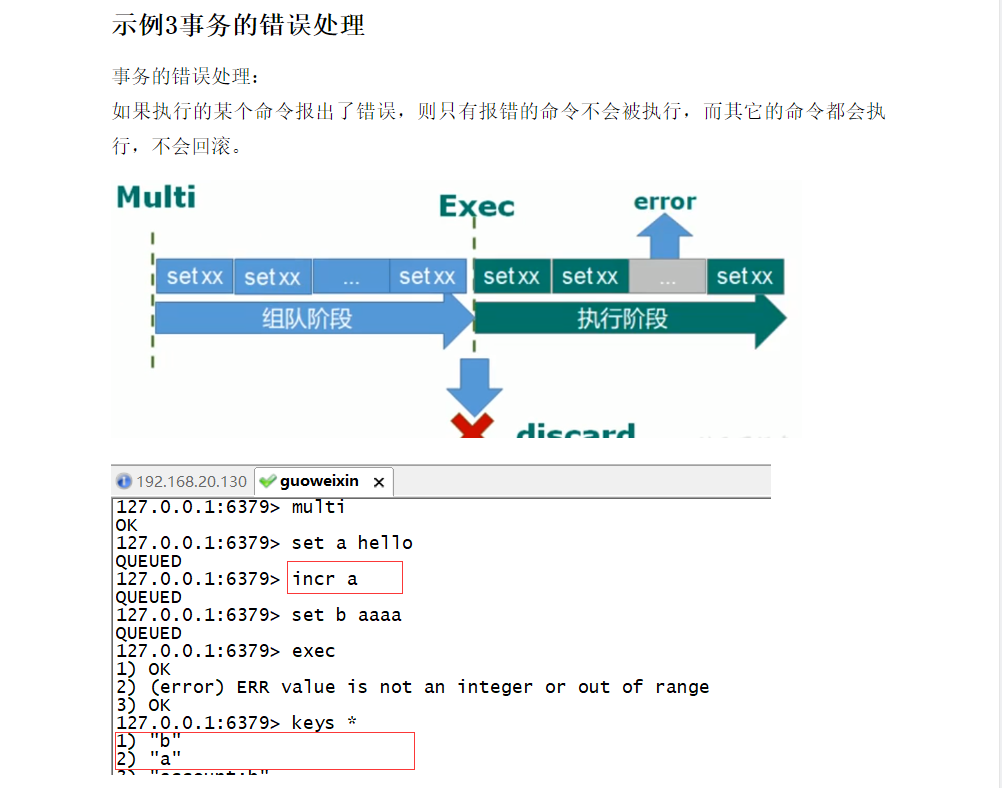 示例3事务的错误处理
事务的错误处理：
如果执行的某个命令报出了错误，则只有报错的命令不会被执行，而其它的命令都会执
行，不会回滚。
Multi
Exec
error
set xx set xx ... set xx set xx set xx ... set xx
组队阶段 执行阶段
discard
192.168.20.130 guoweixin
127.0.0.1:6379> multi
OK
127.0.0.1:6379> set a hello
QUEUED
127.0.0.1:6379> incr a
QUEUED
127.0.0.1:6379> set b aaaa
QUEUED
127.0.0.1:6379> exec
1) OK
2) (error) ERR value is not an integer or out of range
3) OK
127.0.0.1:6379> keys *
1) "b"
2) "a"
3) "account:b"